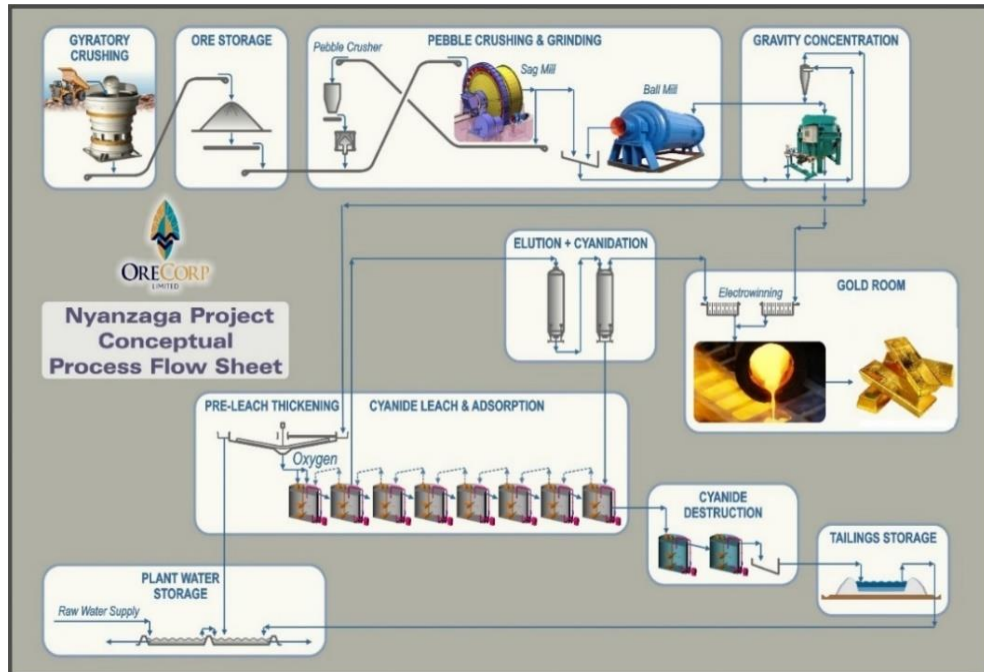 GYRATORY
CRUSHING
ORE STORAGE
PEBBLE CRUSHING & GRINDING
Pebble Crusher
Sag Mill
Ball Mill
GRAVITY CONCENTRATION
ORECORP
LIMITED
Nyanzaga Project
Conceptual
Process Flow Sheet
ELUTION + CYANIDATION
GOLD ROOM
Electrowinning
PRE-LEACH THICKENING
CYANIDE LEACH & ADSORPTION
Oxygen
CYANIDE
DESTRUCTION
TAILINGS STORAGE
PLANT WATER
STORAGE
Raw Water Supply